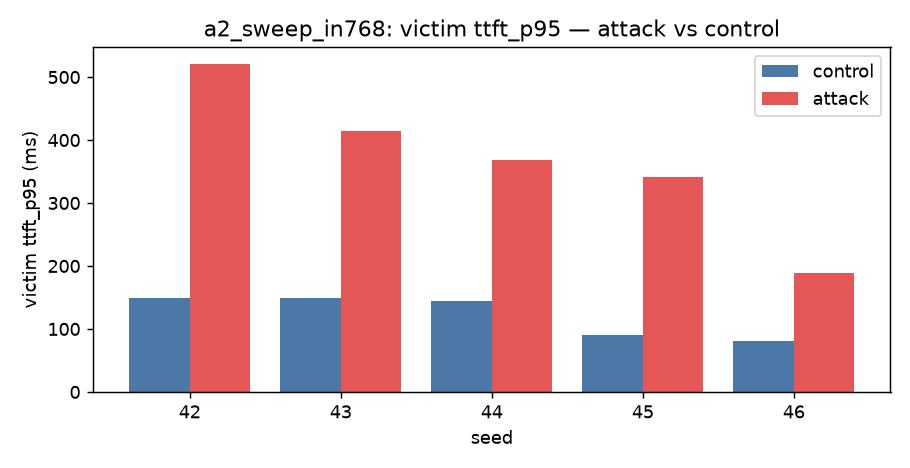 a2_sweep_in768: victim ttft_p95 — attack vs control
control
attack
victim ttft_p95 (ms)
500
400
300
200
100
0
42 43 44 45 46
seed